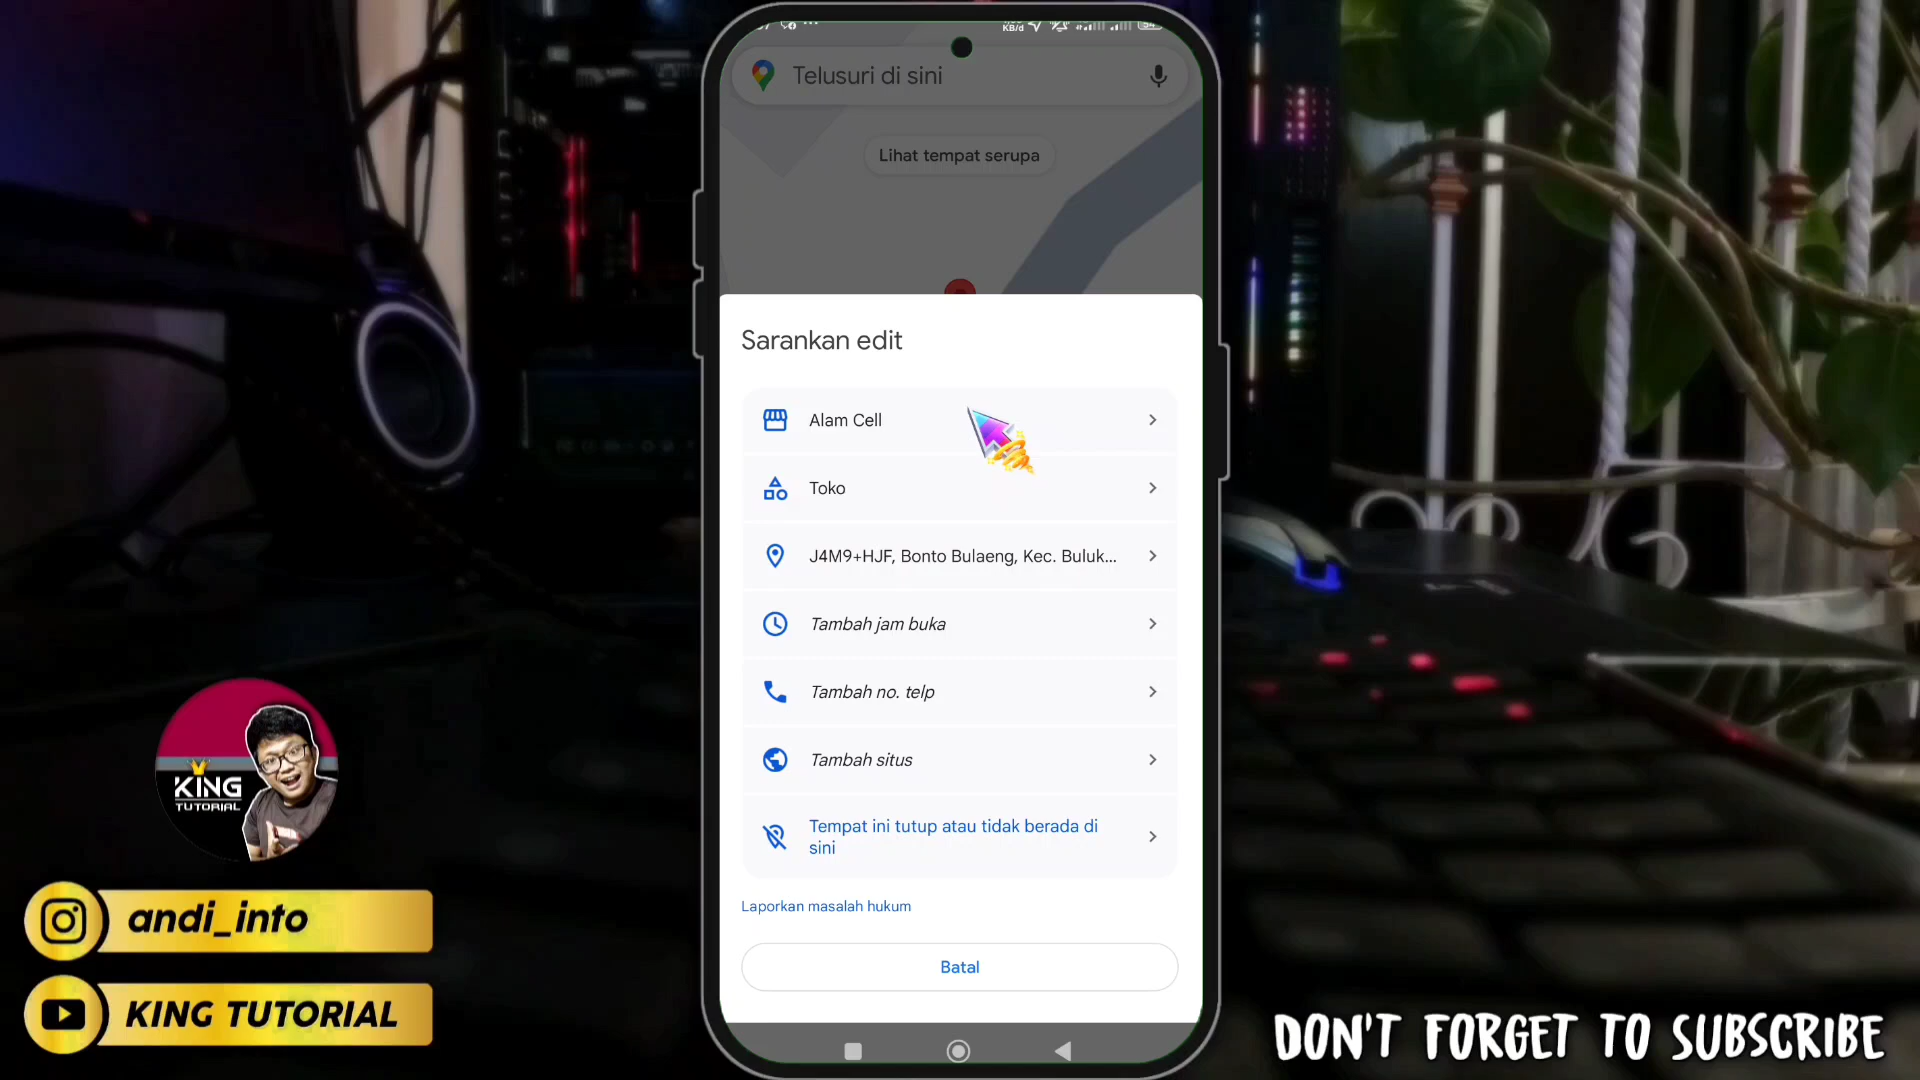 KB/d
Telusuri di sini
Lihat tempat serupa
Sarankan edit
Alam Cell
Toko
J4M9+HJF, Bonto Bulaeng, Kec. Buluk...
Tambah jam buka
Tambah no. telp
Tambah situs
Tempat ini tutup atau tidak berada di
sini
Laporkan masalah hukum
Batal
KING
TUTORIAL
andi_into
KING TUTORIAL
DON'T FORGET TO SUBSCRIBE